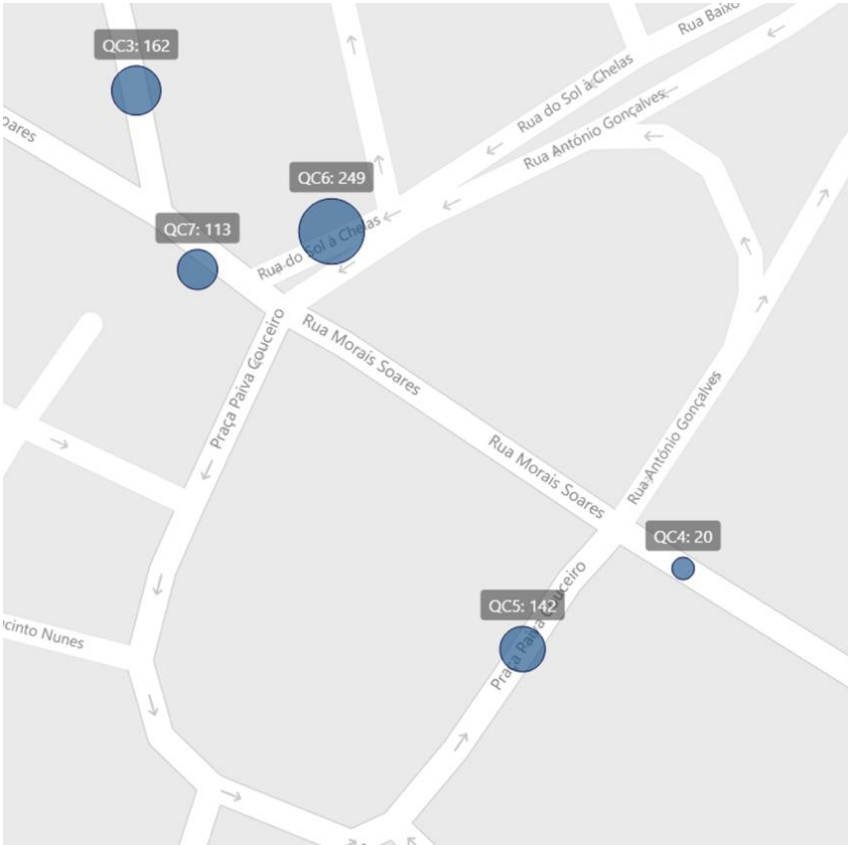 Rua Baixo
QC3: 162
Rua do Sol à Chelas
oares
Rua António Gonçalves
QC6: 249
QC7: 113
Rua do Sol à Chelas
Praça Paiva Couceiro
Rua Morais Soares
Rua António Gonçalves
Rua Morais Soares
QC4: 20
QC5: 142
Praça Paiva Couceiro
cinto Nunes